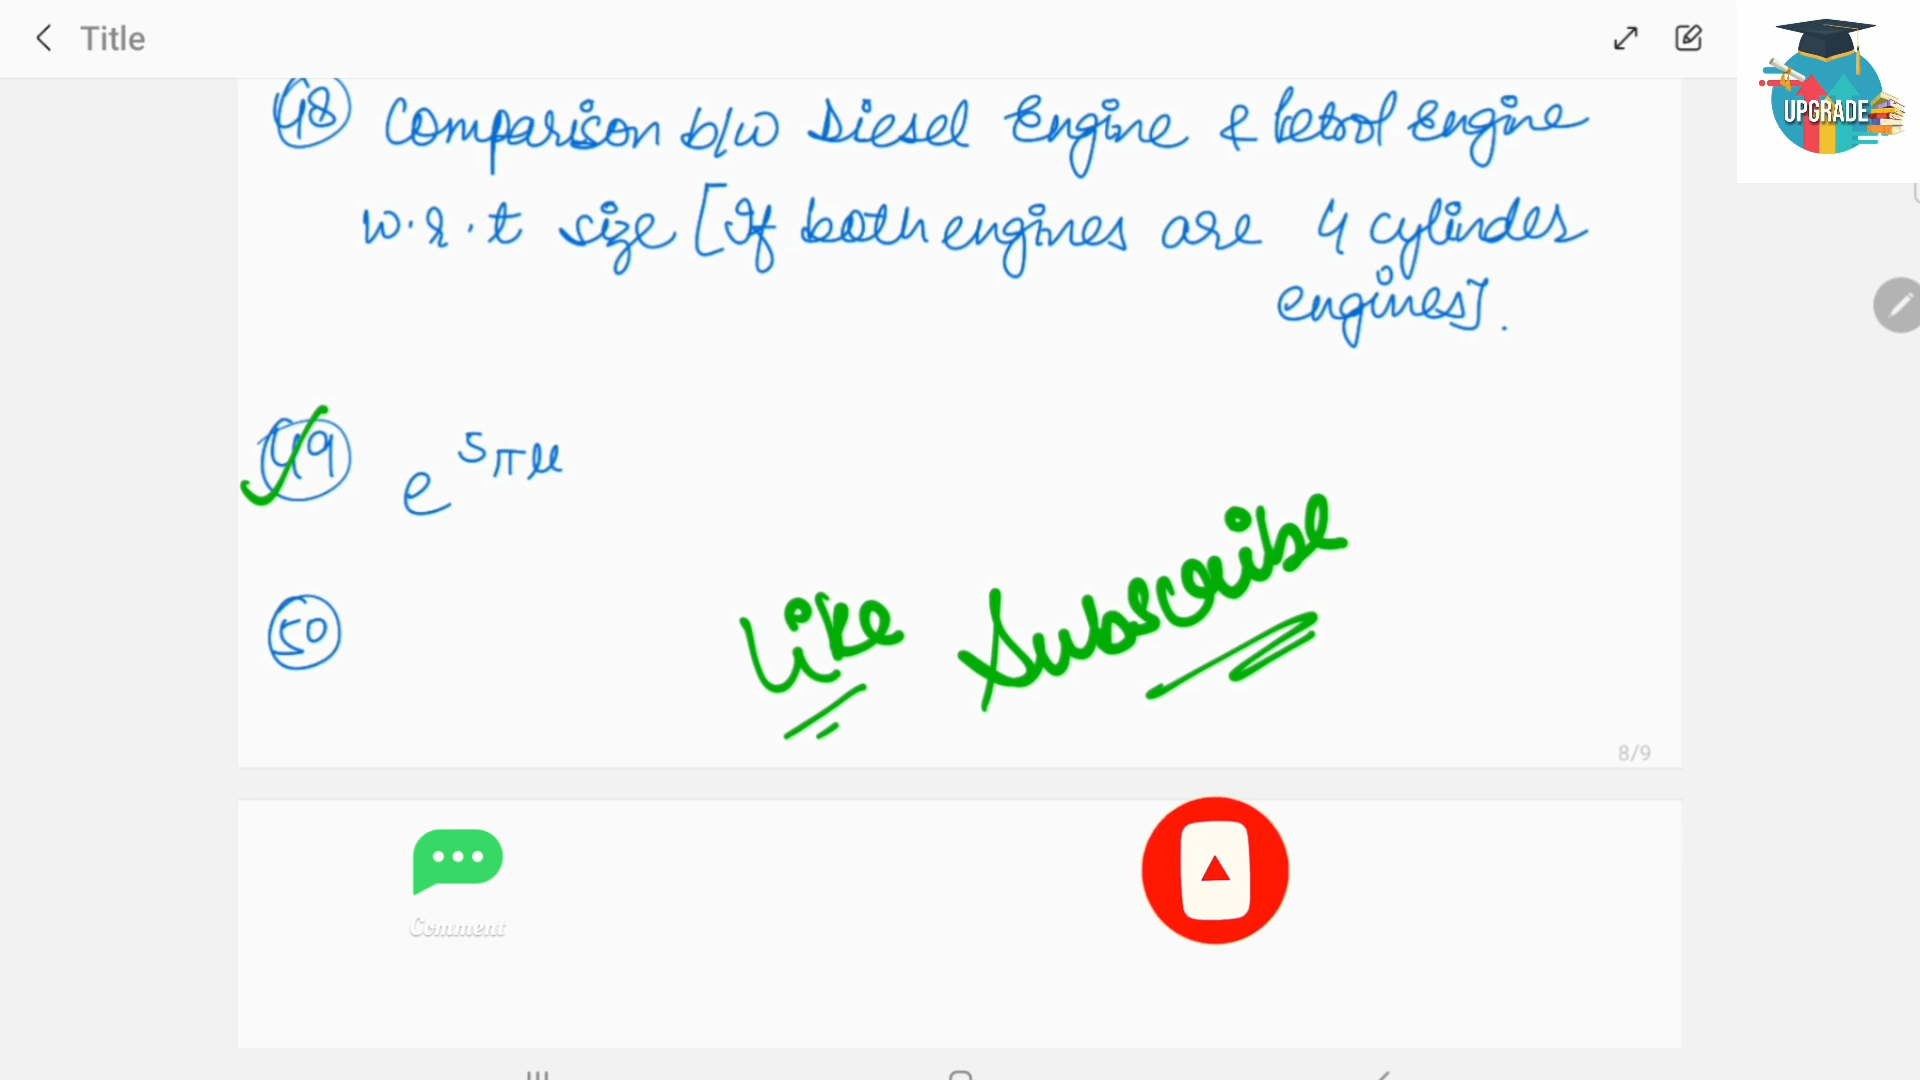 Title
UPGRADE
48 Comparison b/w Diesel Engine & Petrol Engine
w.r.t size [If both engines are 4 cylinder
engines].
49 e^5πμ
50
Like Subscribe
8/9
Comment